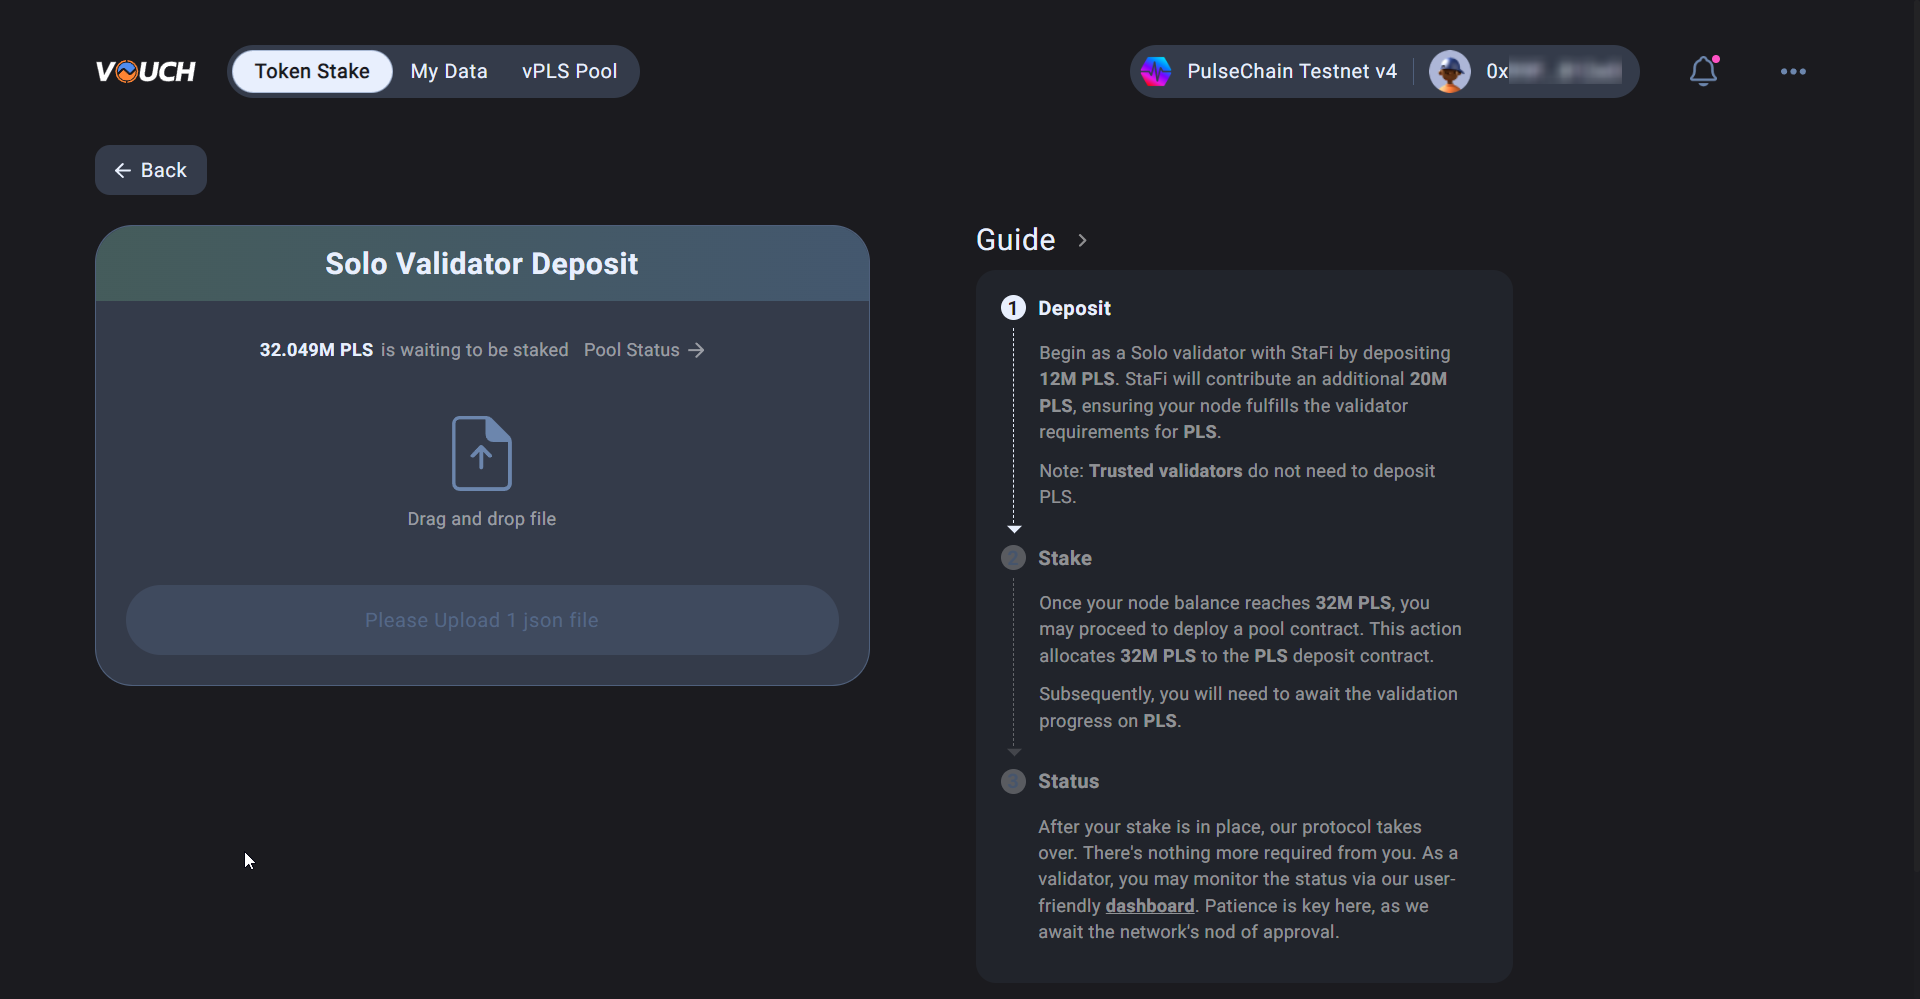 VOUCH
Token Stake
My Data
vPLS Pool
PulseChain Testnet v4
0x
Back
Solo Validator Deposit
32.049M PLS is waiting to be staked Pool Status
Drag and drop file
Please Upload 1 json file
Guide
1 Deposit
Begin as a Solo validator with StaFi by depositing
12M PLS. StaFi will contribute an additional 20M
PLS, ensuring your node fulfills the validator
requirements for PLS.
Note: Trusted validators do not need to deposit
PLS.
2 Stake
Once your node balance reaches 32M PLS, you
may proceed to deploy a pool contract. This action
allocates 32M PLS to the PLS deposit contract.
Subsequently, you will need to await the validation
progress on PLS.
3 Status
After your stake is in place, our protocol takes
over. There's nothing more required from you. As a
validator, you may monitor the status via our user-
friendly dashboard. Patience is key here, as we
await the network's nod of approval.